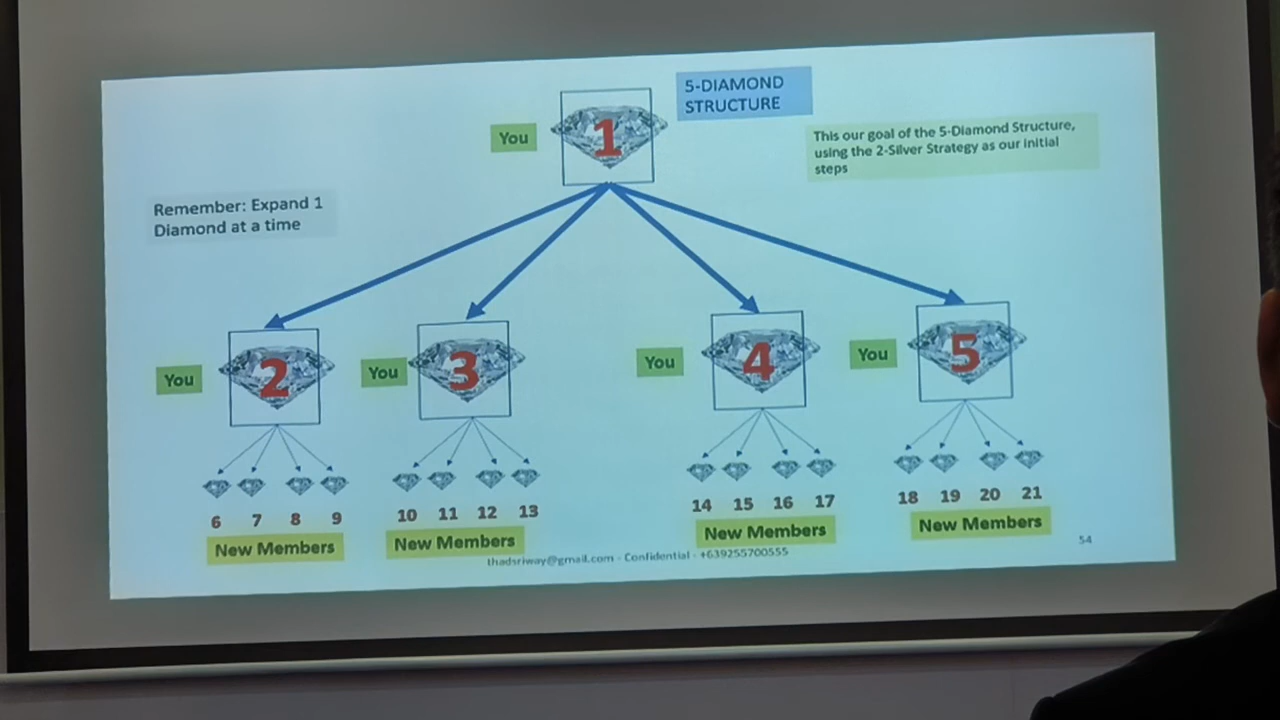 5-DIAMOND
STRUCTURE
You
1
This our goal of the 5-Diamond Structure,
using the 2-Silver Strategy as our initial
steps
Remember: Expand 1
Diamond at a time
You
2
You
3
You
4
You
5
6 7 8 9
New Members
10 11 12 13
New Members
14 15 16 17
New Members
18 19 20 21
New Members
thadsriway@gmail.com - Confidential - +639255700555
54